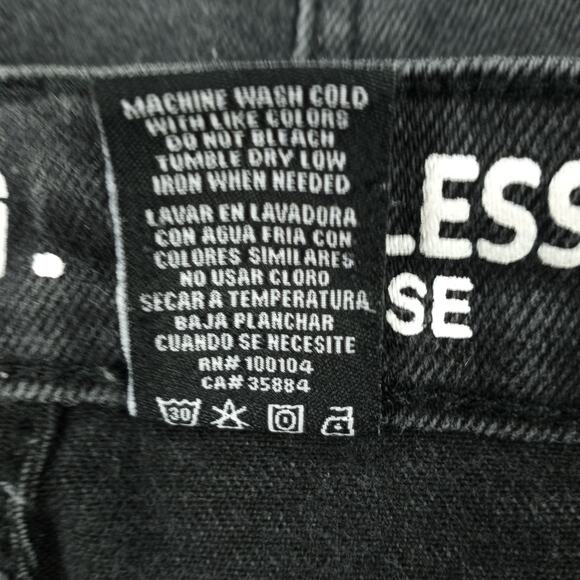 MACHINE WASH COLD
WITH LIKE COLORS
DO NOT BLEACH
TUMBLE DRY LOW
IRON WHEN NEEDED
LAVAR EN LAVADORA
CON AGUA FRIA CON
COLORES SIMILARES
NO USAR CLORO
SECAR A TEMPERATURA
BAJA PLANCHAR
CUANDO SE NECESITE
RN# 100104
CA# 35884
30
G. LESS
SE